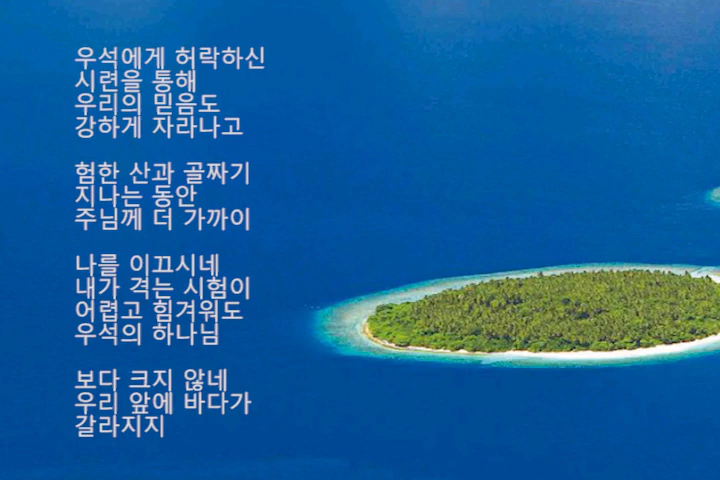 우석에게 허락하신
시련을 통해
우리의 믿음도
강하게 자라나고
험한 산과 골짜기
지나는 동안
주님께 더 가까이
나를 이끄시네
내가 격는 시험이
어렵고 힘겨워도
우석의 하나님
보다 크지 않네
우리 앞에 바다가
갈라지지